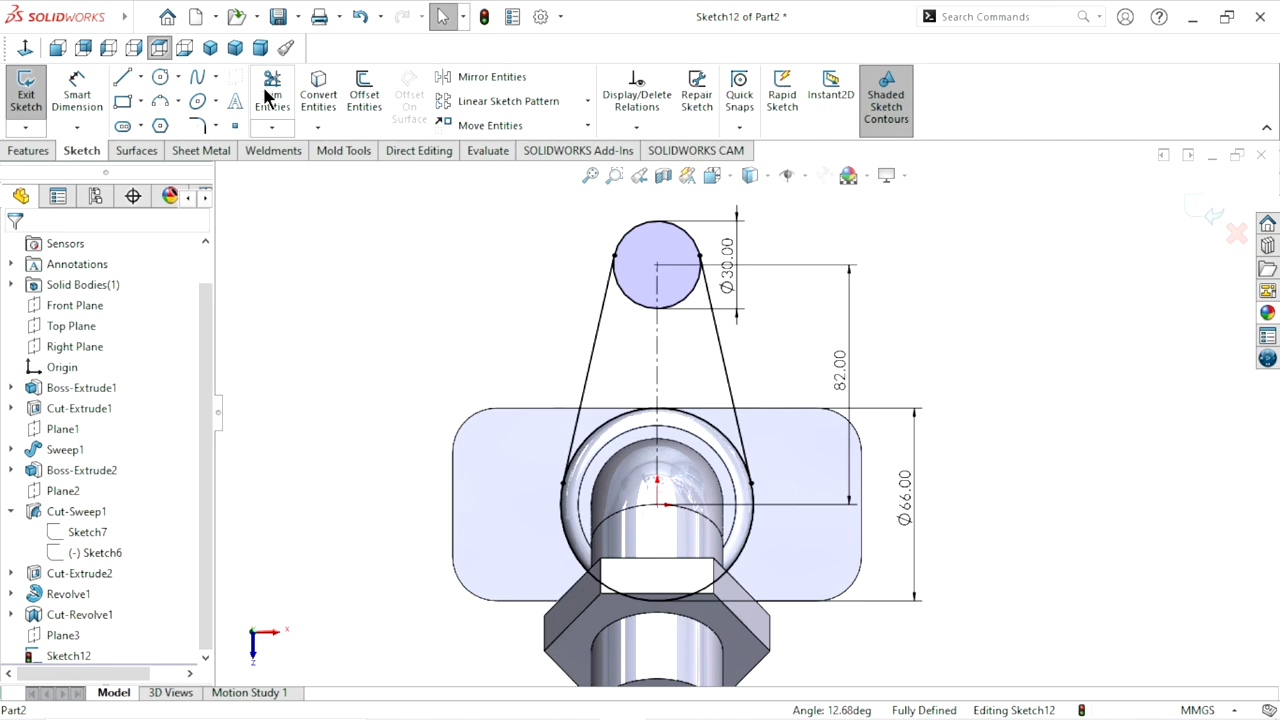 SOLIDWORKS
Sketch12 of Part2 *
Search Commands
Exit Sketch
Smart Dimension
Entities
Convert Entities
Offset Entities
Offset On Surface
Mirror Entities
Linear Sketch Pattern
Move Entities
Display/Delete Relations
Repair Sketch
Quick Snaps
Rapid Sketch
Instant2D
Shaded Sketch Contours
Features
Sketch
Surfaces
Sheet Metal
Weldments
Mold Tools
Direct Editing
Evaluate
SOLIDWORKS Add-Ins
SOLIDWORKS CAM
Sensors
Annotations
Solid Bodies(1)
Front Plane
Top Plane
Right Plane
Origin
Boss-Extrude1
Cut-Extrude1
Plane1
Sweep1
Boss-Extrude2
Plane2
Cut-Sweep1
Sketch7
(-) Sketch6
Cut-Extrude2
Revolve1
Cut-Revolve1
Plane3
Sketch12
Ø30.00
82.00
Ø66.00
X
Z
Model
3D Views
Motion Study 1
Part2
Angle: 12.68deg
Fully Defined
Editing Sketch12
MMGS